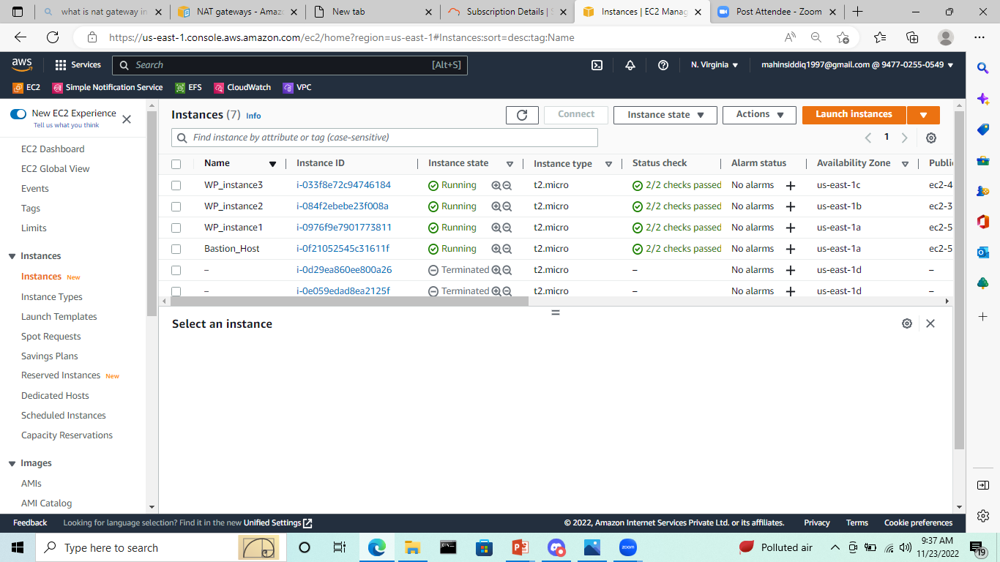 what is nat gateway in
NAT gateways - Amaz
New tab
Subscription Details | S
Instances | EC2 Manag
Post Attendee - Zoom
https://us-east-1.console.aws.amazon.com/ec2/home?region=us-east-1#Instances:sort=desc:tag:Name
aws
Services
Search
[Alt+S]
N. Virginia
mahinsiddiq1997@gmail.com @ 9477-0255-0549
EC2
Simple Notification Service
EFS
CloudWatch
VPC
New EC2 Experience
Tell us what you think
EC2 Dashboard
EC2 Global View
Events
Tags
Limits
Instances
Instances New
Instance Types
Launch Templates
Spot Requests
Savings Plans
Reserved Instances New
Dedicated Hosts
Scheduled Instances
Capacity Reservations
Images
AMIs
AMI Catalog
Instances (7) Info
Connect
Instance state
Actions
Launch instances
Find instance by attribute or tag (case-sensitive)
1
Name Instance ID Instance state Instance type Status check Alarm status Availability Zone Public
WP_instance3 i-033f8e72c94746184 Running t2.micro 2/2 checks passed No alarms us-east-1c ec2-4
WP_instance2 i-084f2ebebe23f008a Running t2.micro 2/2 checks passed No alarms us-east-1b ec2-3
WP_instance1 i-0976f9e7901773811 Running t2.micro 2/2 checks passed No alarms us-east-1a ec2-5
Bastion_Host i-0f21052545c31611f Running t2.micro 2/2 checks passed No alarms us-east-1a ec2-5
– i-0d29ea860ee800a26 Terminated t2.micro – No alarms us-east-1d –
– i-0e059edad8ea2125f Terminated t2.micro – No alarms us-east-1d –
Select an instance
Feedback
Looking for language selection? Find it in the new Unified Settings
© 2022, Amazon Internet Services Private Ltd. or its affiliates.
Privacy
Terms
Cookie preferences
Type here to search
zoom
Polluted air
9:37 AM
11/23/2022
19